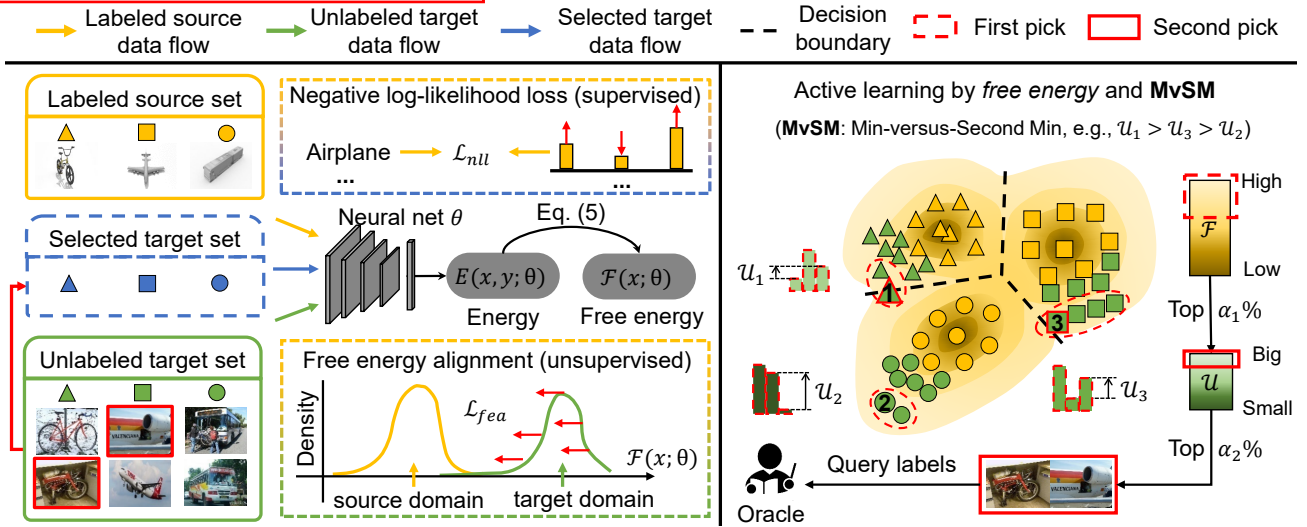 Labeled source
data flow
Unlabeled target
data flow
Selected target
data flow
Decision
boundary
First pick
Second pick
Labeled source set
Negative log-likelihood loss (supervised)
Airplane
ℒnll
...
...
Selected target set
Neural net θ
Eq. (5)
E(x, y; θ)
ℱ(x; θ)
Energy
Free energy
Unlabeled target set
VALENCIANA
Free energy alignment (unsupervised)
Density
ℒfea
ℱ(x; θ)
source domain
target domain
Active learning by free energy and MvSM
(MvSM: Min-versus-Second Min, e.g., 𝒰1 > 𝒰3 > 𝒰2)
𝒰1
1
3
2
𝒰2
𝒰3
High
ℱ
Low
Top α1%
Big
𝒰
Small
Top α2%
Query labels
Oracle
VALENCIANA